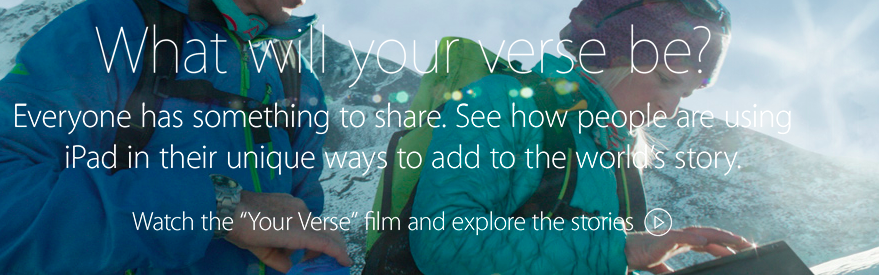 What will your verse be?
Everyone has something to share. See how people are using
iPad in their unique ways to add to the world's story.
Watch the “Your Verse” film and explore the stories